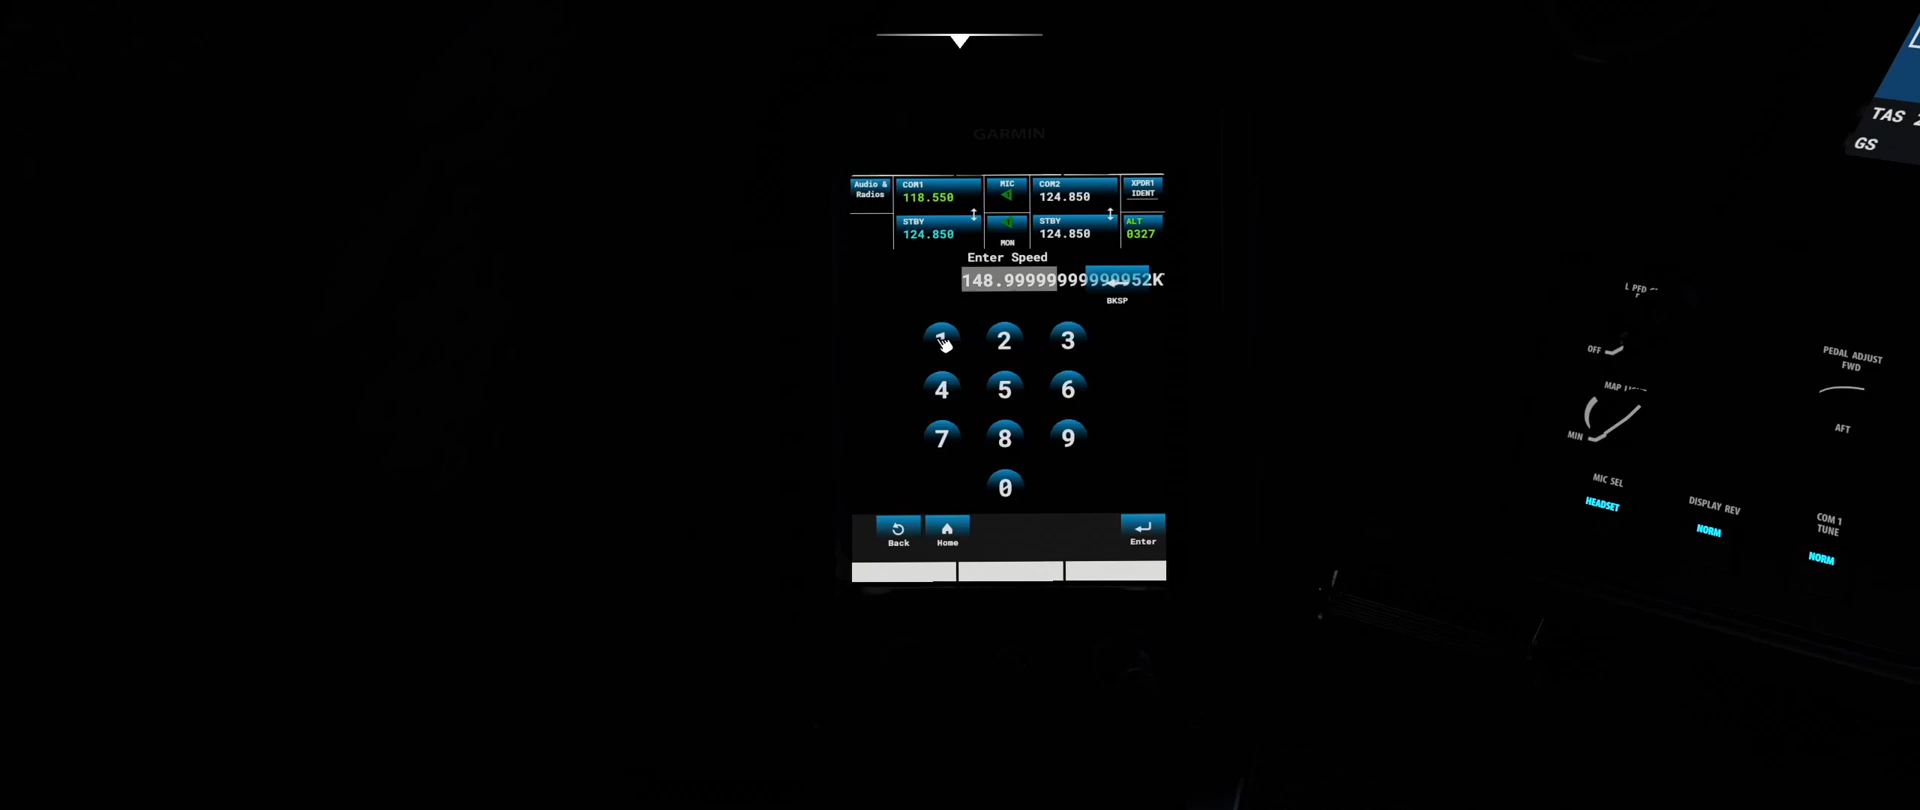 GARMIN
Audio & Radios
COM1
118.550
STBY
124.850
MIC
MON
COM2
124.850
STBY
124.850
XPDR1
IDENT
ALT
0327
Enter Speed
148.99999999999952K
BKSP
1 2 3
4 5 6
7 8 9
0
Back
Home
Enter
TAS
GS
L PFD
OFF
PEDAL ADJUST
FWD
MAP
MIN
AFT
MIC SEL
HEADSET
DISPLAY REV
NORM
COM 1
TUNE
NORM